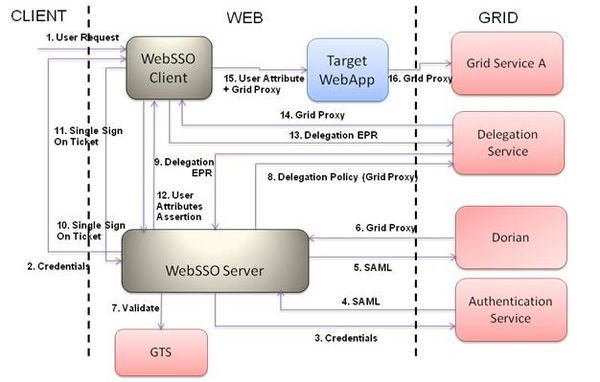 CLIENT
WEB
GRID
1. User Request
WebSSO
Client
Target
WebApp
Grid Service A
15. User Attribute
+ Grid Proxy
16. Grid Proxy
14. Grid Proxy
13. Delegation EPR
Delegation
Service
11. Single Sign
On Ticket
9. Delegation
EPR
12. User
Attributes
Assertion
8. Delegation Policy (Grid Proxy)
10. Single Sign
On Ticket
6. Grid Proxy
Dorian
2. Credentials
WebSSO Server
5. SAML
4. SAML
Authentication
Service
7. Validate
3. Credentials
GTS